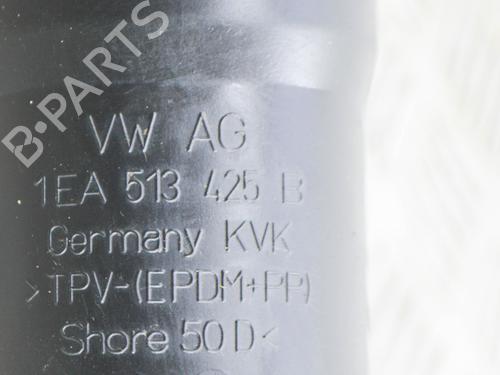 B-PARTS
VW AG
1EA 513 425 B
Germany KVK
>TPV-(EPDM+PP)
Shore 50D<